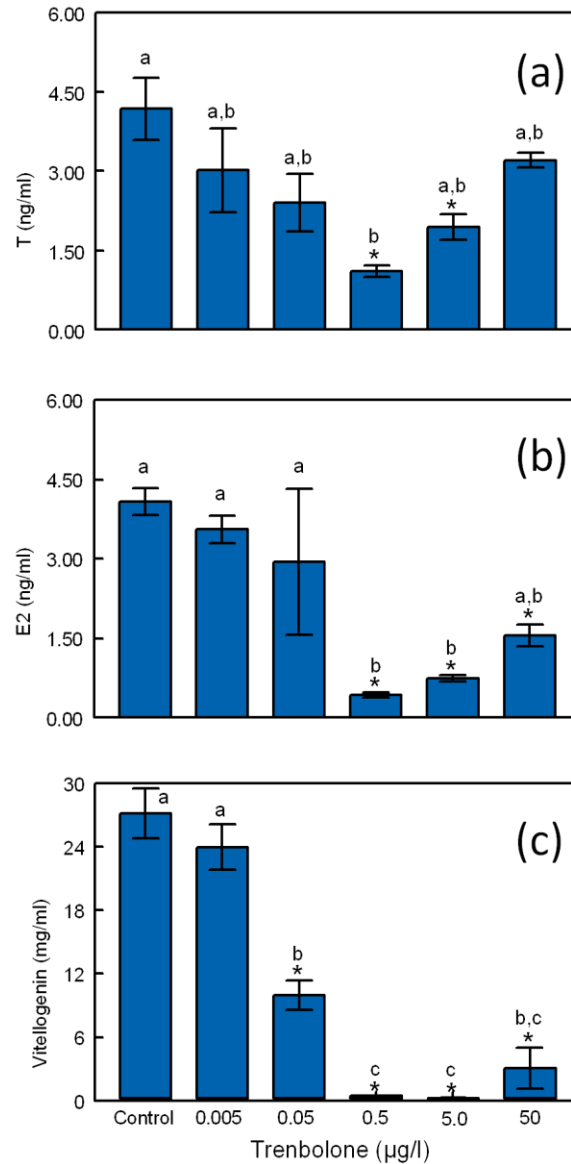 6.00
(a)
a
4.50
a,b
a,b
a,b
T (ng/ml)
3.00
a,b
*
b
*
1.50
0.00
6.00
(b)
a
a
a
4.50
E2 (ng/ml)
3.00
a,b
*
1.50
b
*
b
*
0.00
30
a
(c)
a
24
Vitellogenin (mg/ml)
18
b
*
12
b,c
*
6
c
*
c
*
0
Control 0.005 0.05 0.5 5.0 50
Trenbolone (µg/l)